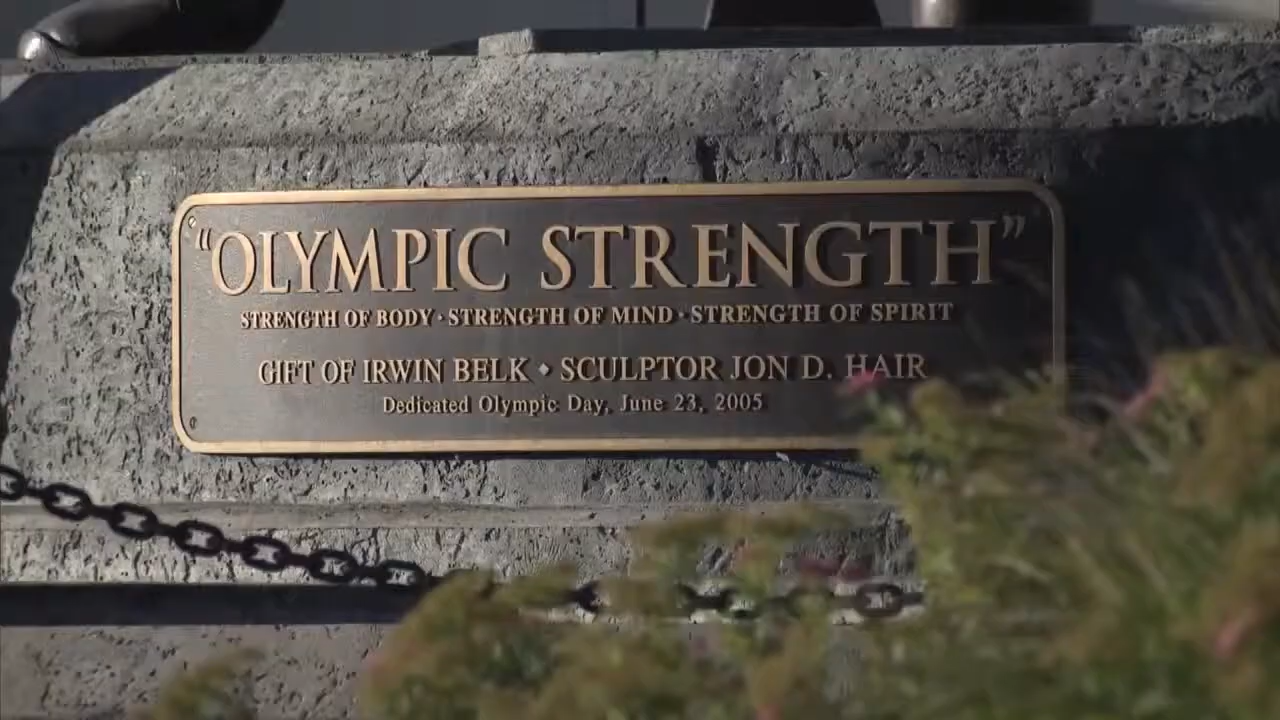 “OLYMPIC STRENGTH”
STRENGTH OF BODY · STRENGTH OF MIND · STRENGTH OF SPIRIT
GIFT OF IRWIN BELK ⬥ SCULPTOR JON D. HAIR
Dedicated Olympic Day, June 23, 2005